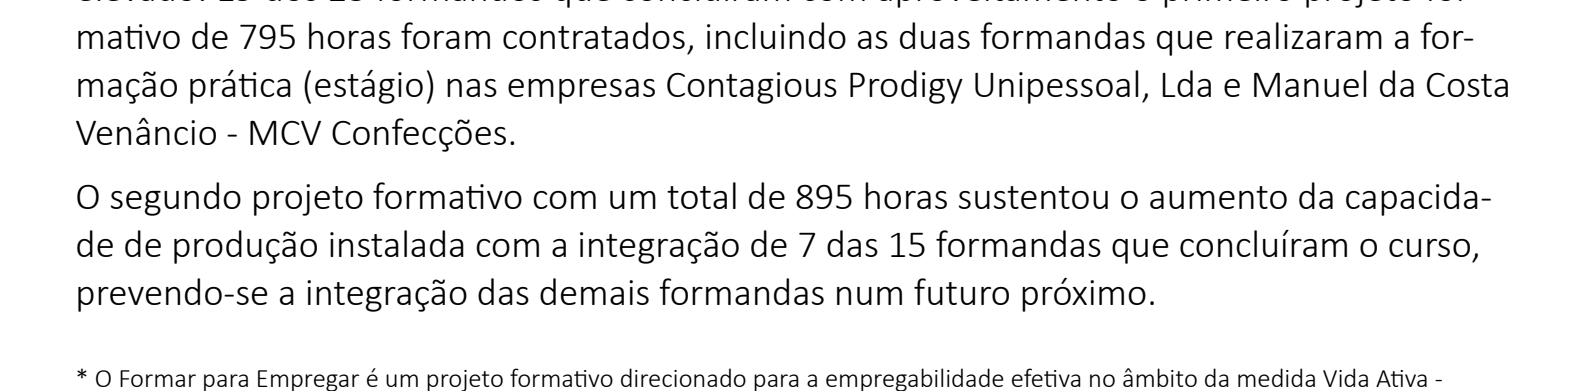 mativo de 795 horas foram contratados, incluindo as duas formandas que realizaram a for-
mação prática (estágio) nas empresas Contagious Prodigy Unipessoal, Lda e Manuel da Costa
Venâncio - MCV Confecções.
O segundo projeto formativo com um total de 895 horas sustentou o aumento da capacida-
de de produção instalada com a integração de 7 das 15 formandas que concluíram o curso,
prevendo-se a integração das demais formandas num futuro próximo.
* O Formar para Empregar é um projeto formativo direcionado para a empregabilidade efetiva no âmbito da medida Vida Ativa -